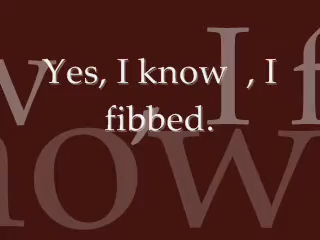 Yes, I know  , I
fibbed.